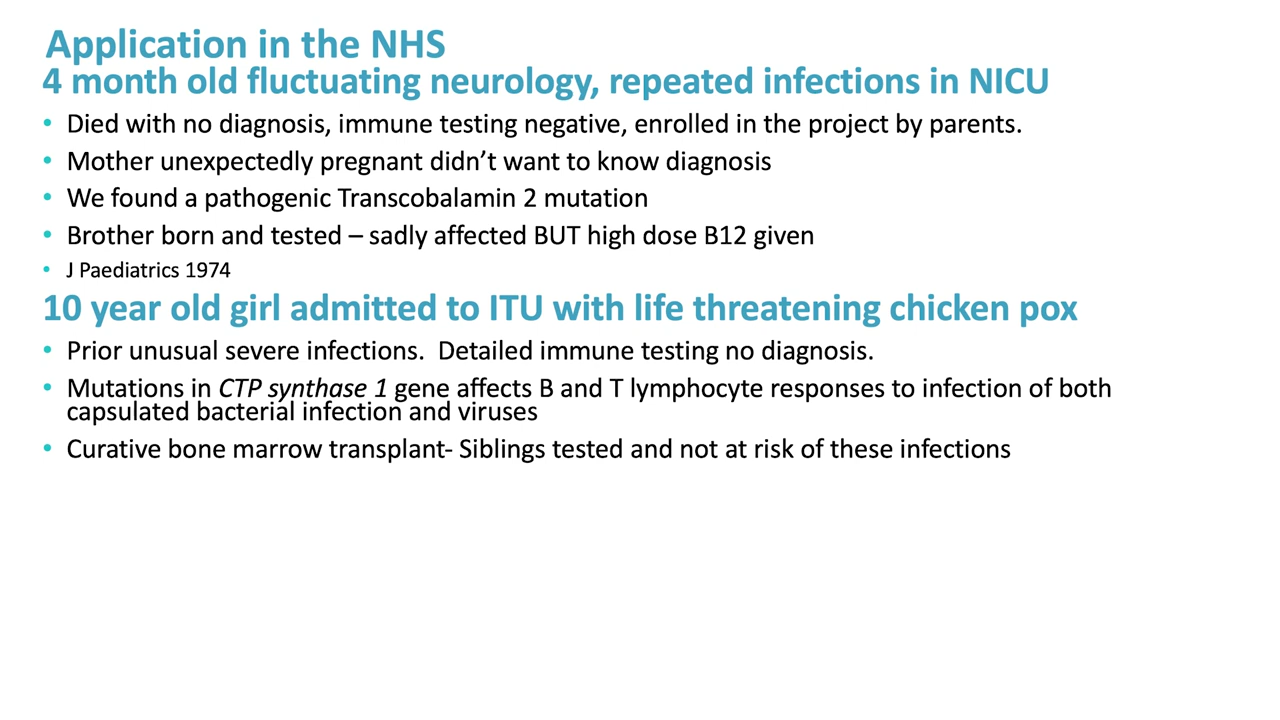 Application in the NHS
4 month old fluctuating neurology, repeated infections in NICU
• Died with no diagnosis, immune testing negative, enrolled in the project by parents.
• Mother unexpectedly pregnant didn’t want to know diagnosis
• We found a pathogenic Transcobalamin 2 mutation
• Brother born and tested – sadly affected BUT high dose B12 given
• J Paediatrics 1974
10 year old girl admitted to ITU with life threatening chicken pox
• Prior unusual severe infections.  Detailed immune testing no diagnosis.
• Mutations in CTP synthase 1 gene affects B and T lymphocyte responses to infection of both
capsulated bacterial infection and viruses
• Curative bone marrow transplant- Siblings tested and not at risk of these infections